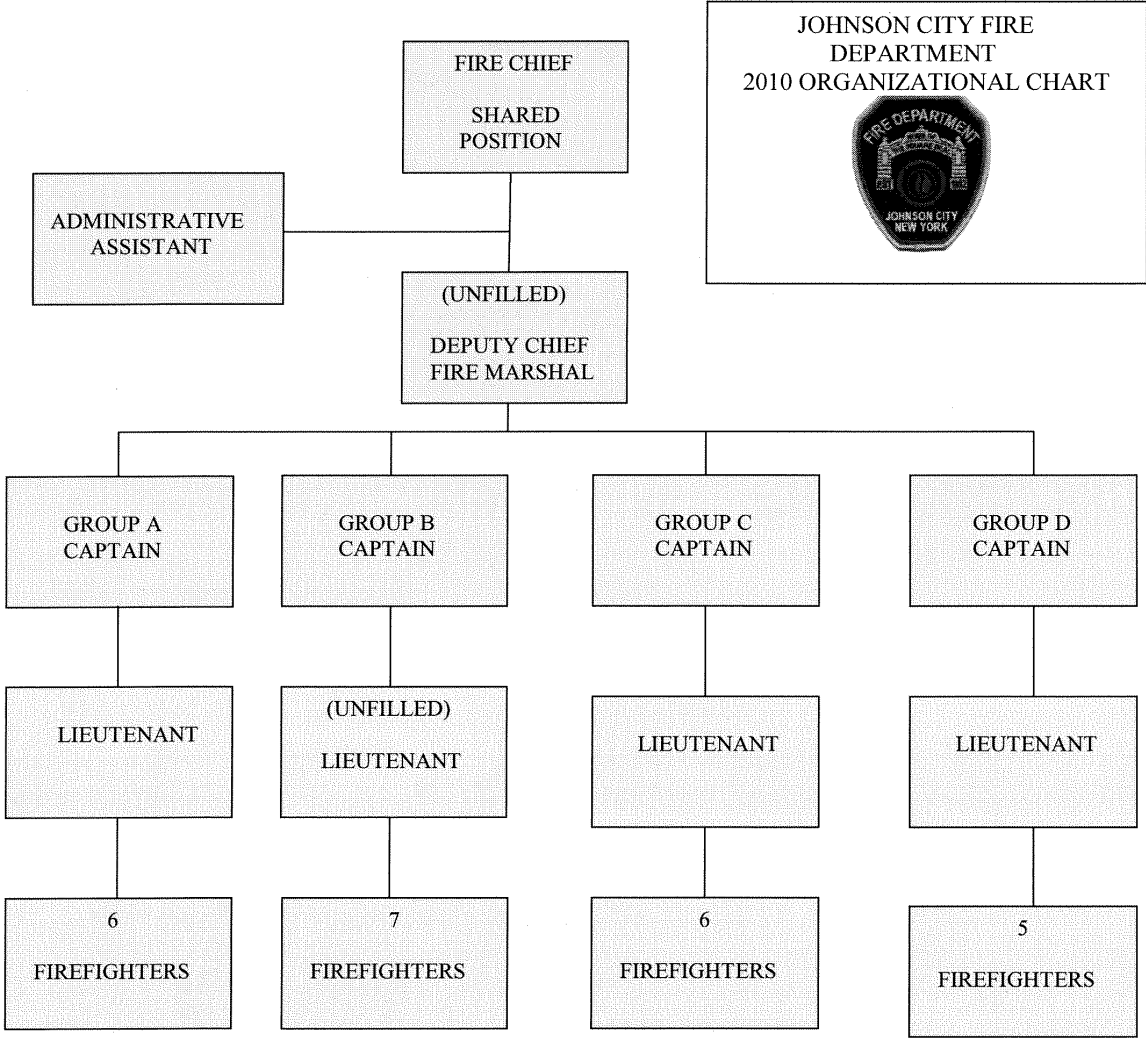 JOHNSON CITY FIRE
DEPARTMENT
2010 ORGANIZATIONAL CHART
FIRE DEPARTMENT
JOHNSON CITY
NEW YORK
FIRE CHIEF
SHARED
POSITION
ADMINISTRATIVE
ASSISTANT
(UNFILLED)
DEPUTY CHIEF
FIRE MARSHAL
GROUP A
CAPTAIN
GROUP B
CAPTAIN
GROUP C
CAPTAIN
GROUP D
CAPTAIN
LIEUTENANT
(UNFILLED)
LIEUTENANT
LIEUTENANT
LIEUTENANT
6
FIREFIGHTERS
7
FIREFIGHTERS
6
FIREFIGHTERS
5
FIREFIGHTERS